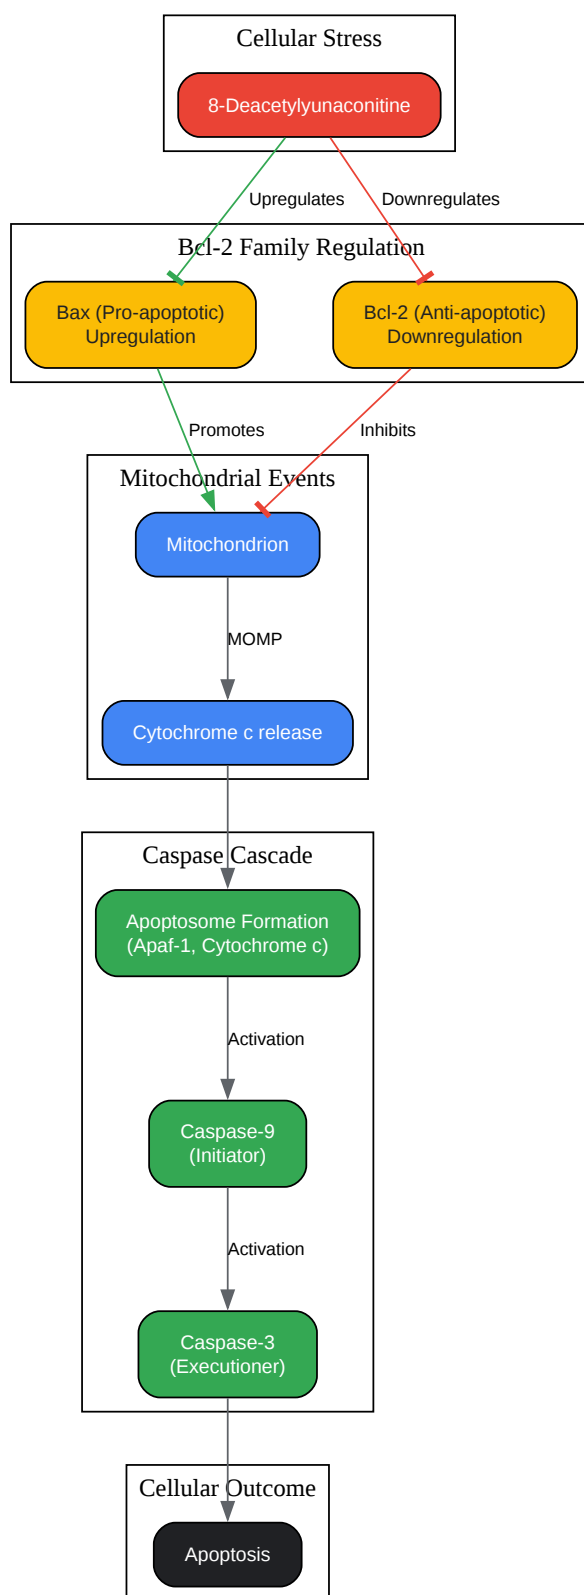 Cellular Stress
8-Deacetylyunaconitine
Upregulates
Downregulates
Bcl-2 Family Regulation
Bax (Pro-apoptotic)
Upregulation
Bcl-2 (Anti-apoptotic)
Downregulation
Promotes
Inhibits
Mitochondrial Events
Mitochondrion
MOMP
Cytochrome c release
Caspase Cascade
Apoptosome Formation
(Apaf-1, Cytochrome c)
Activation
Caspase-9
(Initiator)
Activation
Caspase-3
(Executioner)
Cellular Outcome
Apoptosis